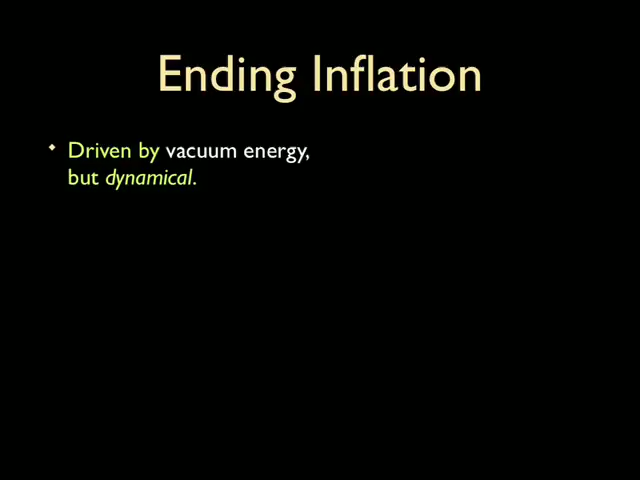 Ending Inflation
Driven by vacuum energy,
but dynamical.